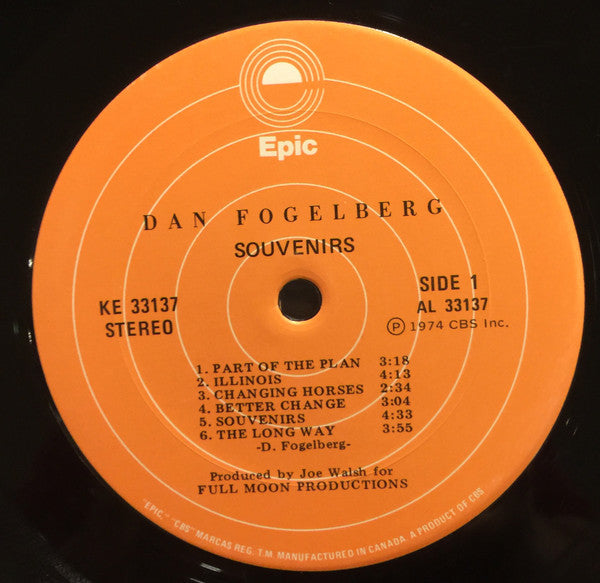 Epic
DAN FOGELBERG
SOUVENIRS
KE 33137
STEREO
SIDE 1
AL 33137
Ⓟ 1974 CBS Inc.
1. PART OF THE PLAN 3:18
2. ILLINOIS 4:13
3. CHANGING HORSES 2:34
4. BETTER CHANGE 3:04
5. SOUVENIRS 4:33
6. THE LONG WAY 3:55
-D. Fogelberg-
Produced by Joe Walsh for
FULL MOON PRODUCTIONS
"EPIC" "CBS" MARCAS REG. T.M. MANUFACTURED IN CANADA. A PRODUCT OF CBS